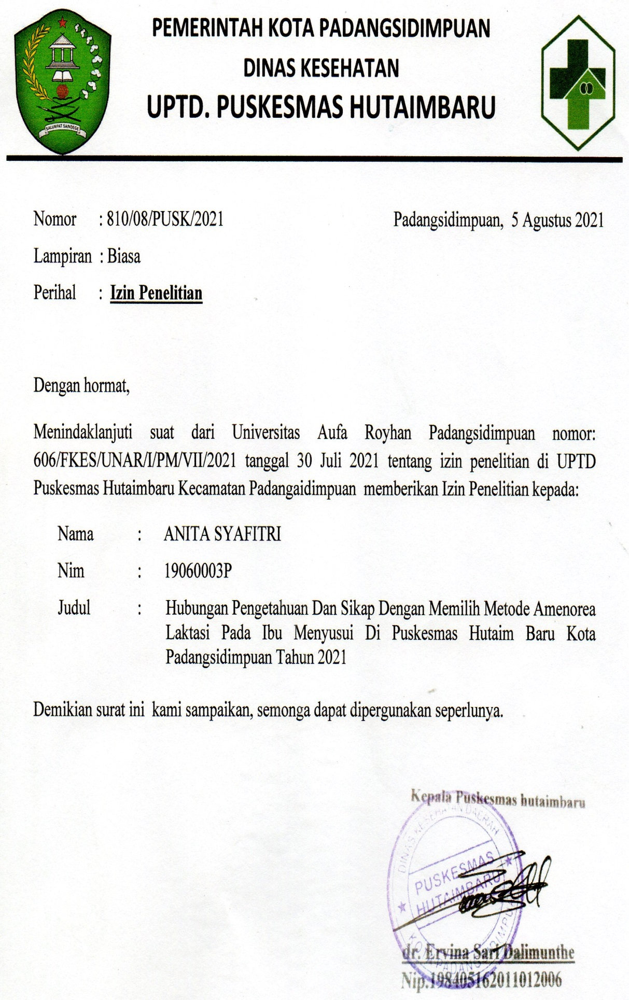 PEMERINTAH KOTA PADANGSIDIMPUAN
DINAS KESEHATAN
UPTD. PUSKESMAS HUTAIMBARU
SALUMPAT SAINDEGE
Nomor : 810/08/PUSK/2021
Padangsidimpuan, 5 Agustus 2021
Lampiran : Biasa
Perihal : Izin Penelitian
Dengan hormat,
Menindaklanjuti suat dari Universitas Aufa Royhan Padangsidimpuan nomor:
606/FKES/UNAR/I/PM/VII/2021 tanggal 30 Juli 2021 tentang izin penelitian di UPTD
Puskesmas Hutaimbaru Kecamatan Padangaidimpuan memberikan Izin Penelitian kepada:
Nama : ANITA SYAFITRI
Nim : 19060003P
Judul : Hubungan Pengetahuan Dan Sikap Dengan Memilih Metode Amenorea
Laktasi Pada Ibu Menyusui Di Puskesmas Hutaim Baru Kota
Padangsidimpuan Tahun 2021
Demikian surat ini kami sampaikan, semonga dapat dipergunakan seperlunya.
Kepala Puskesmas hutaimbaru
DINAS KESEHATAN DAERAH
PUSKESMAS
HUTAIMBARU
KOTA PADANGSIDIMPUAN
dr. Ervina Sari Dalimunthe
Nip.198405162011012006